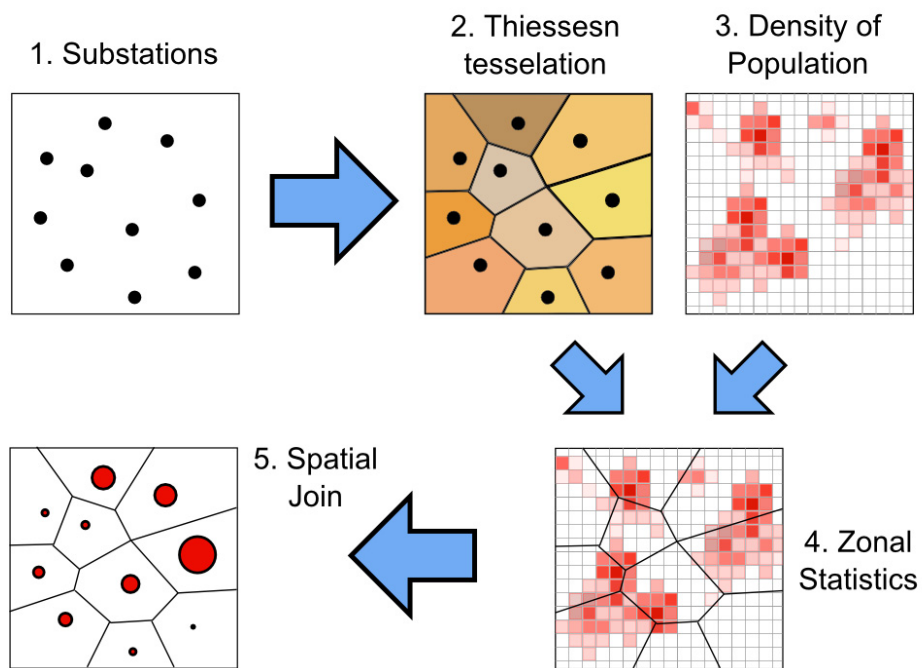 1. Substations
2. Thiessesn
tesselation
3. Density of
Population
4. Zonal
Statistics
5. Spatial
Join